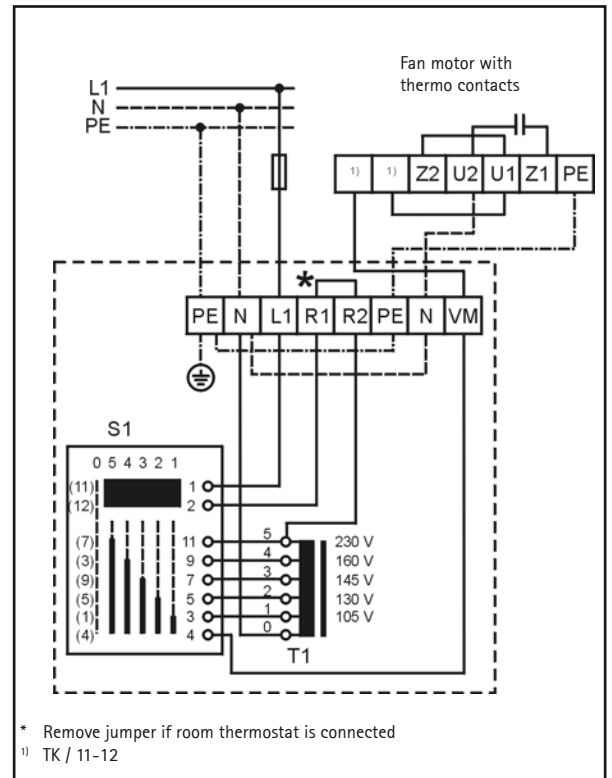 Fan motor with
thermo contacts
L1
N
PE
1) 1) Z2 U2 U1 Z1 PE
*
PE N L1 R1 R2 PE N VM
S1
0 5 4 3 2 1
(11) 1
(12) 2
(7) 11 5 230 V
(3) 9 4 160 V
(9) 7 3 145 V
(5) 5 2 130 V
(1) 3 1 105 V
(4) 4 0
T1
* Remove jumper if room thermostat is connected
1) TK / 11-12